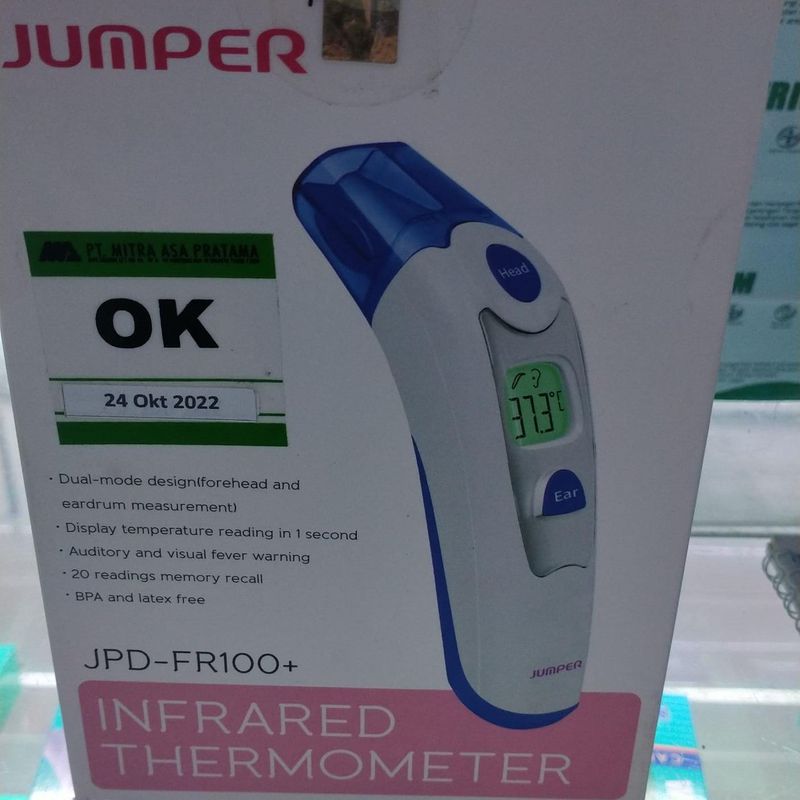 JUMPER
PT. MITRA ASA PRATAMA
OK
24 Okt 2022
· Dual-mode design(forehead and
eardrum measurement)
· Display temperature reading in 1 second
· Auditory and visual fever warning
· 20 readings memory recall
· BPA and latex free
Head
37.3°C
Ear
JUMPER
JPD-FR100+
INFRARED
THERMOMETER